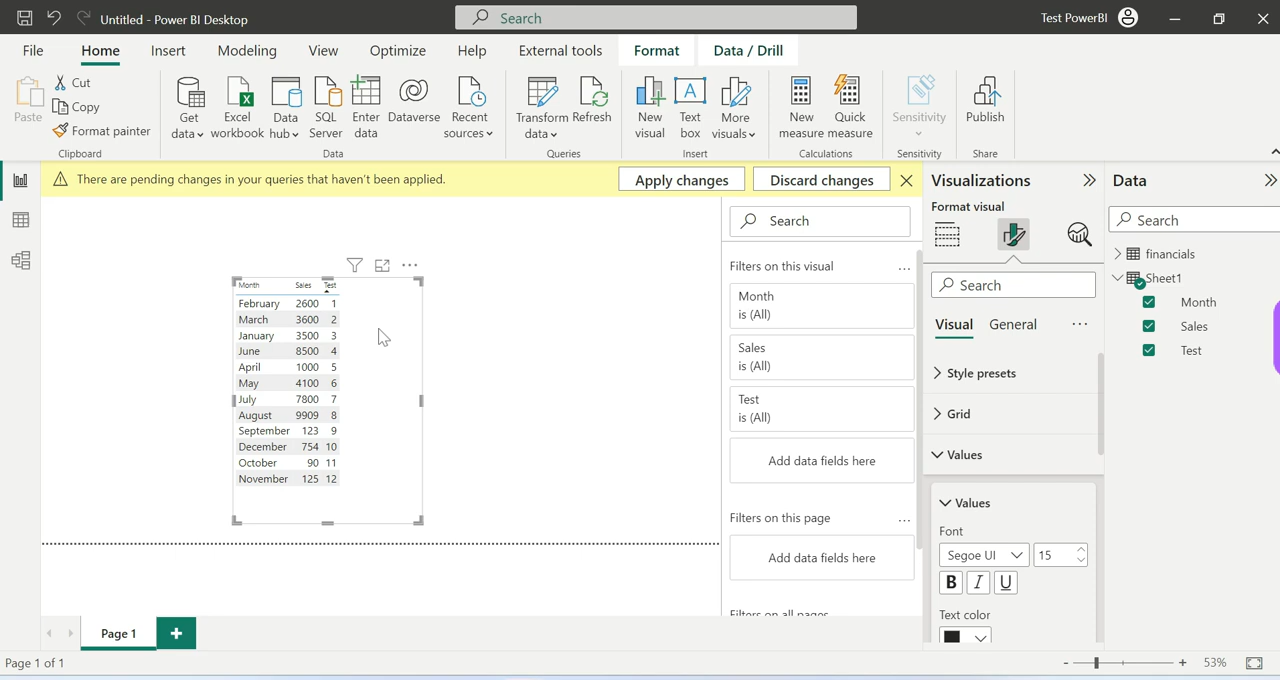 Untitled - Power BI Desktop
Search
Test PowerBI
File Home Insert Modeling View Optimize Help External tools Format Data / Drill
Paste
Cut
Copy
Format painter
Clipboard
Get data
Excel workbook
Data hub
SQL Server
Enter data
Dataverse
Recent sources
Data
Transform data
Refresh
Queries
New visual
Text box
More visuals
Insert
New measure
Quick measure
Calculations
Sensitivity
Sensitivity
Publish
Share
There are pending changes in your queries that haven't been applied.
Apply changes
Discard changes
Month Sales Test
February 2600 1
March 3600 2
January 3500 3
June 8500 4
April 1000 5
May 4100 6
July 7800 7
August 9909 8
September 123 9
December 754 10
October 90 11
November 125 12
Search
Filters on this visual ...
Month
is (All)
Sales
is (All)
Test
is (All)
Add data fields here
Filters on this page ...
Add data fields here
Filters on all pages
Visualizations
Format visual
Search
Visual General ...
Style presets
Grid
Values
Values
Font
Segoe UI 15
B I U
Text color
Data
Search
financials
Sheet1
Month
Sales
Test
Page 1
+
Page 1 of 1
- + 53%